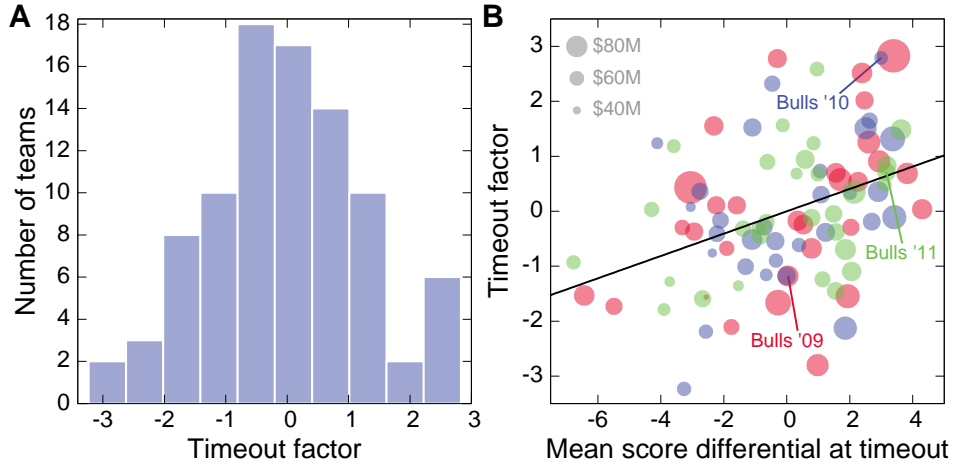 A
Number of teams
18
16
14
12
10
8
6
4
2
0
-3 -2 -1 0 1 2 3
Timeout factor
B
Timeout factor
3
2
1
0
-1
-2
-3
$80M
$60M
$40M
Bulls '10
Bulls '11
Bulls '09
-6 -4 -2 0 2 4
Mean score differential at timeout